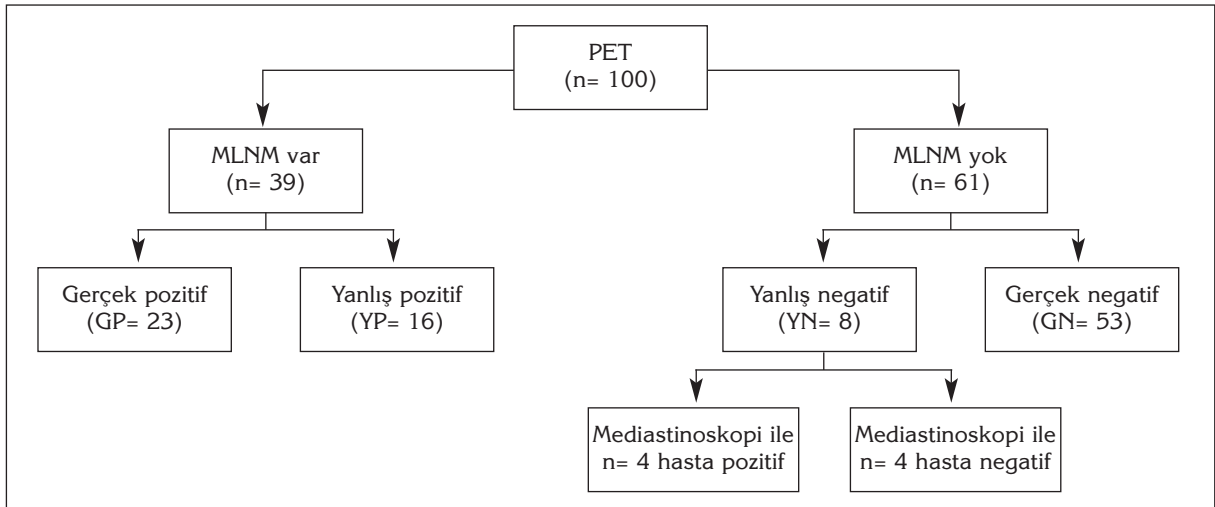 PET
(n= 100)
MLNM var
(n= 39)
MLNM yok
(n= 61)
Gerçek pozitif
(GP= 23)
Yanlış pozitif
(YP= 16)
Yanlış negatif
(YN= 8)
Gerçek negatif
(GN= 53)
Mediastinoskopi ile
n= 4 hasta pozitif
Mediastinoskopi ile
n= 4 hasta negatif